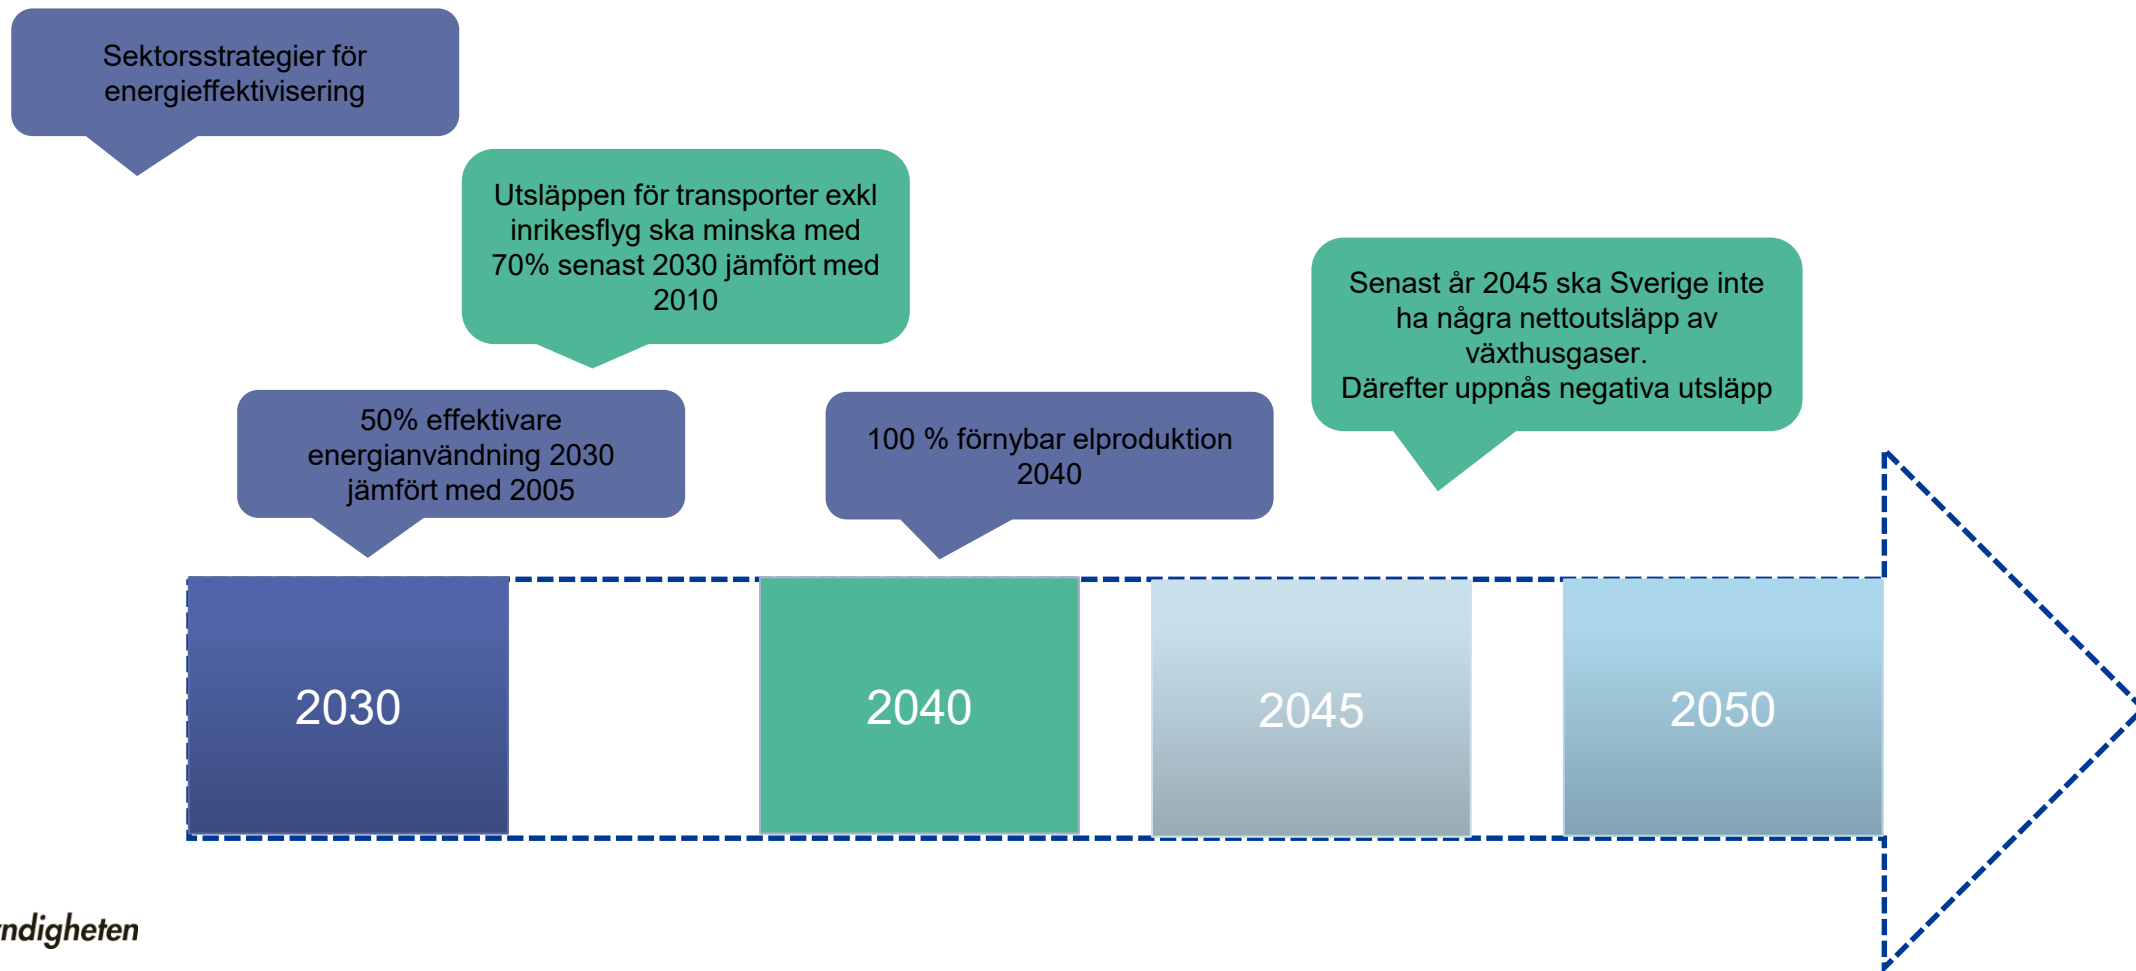 Sektorsstrategier för
energieffektivisering
Utsläppen för transporter exkl
inrikesflyg ska minska med
70% senast 2030 jämfört med
2010
Senast år 2045 ska Sverige inte
ha några nettoutsläpp av
växthusgaser.
Därefter uppnås negativa utsläpp
50% effektivare
energianvändning 2030
jämfört med 2005
100 % förnybar elproduktion
2040
2030
2040
2045
2050
ndigheten